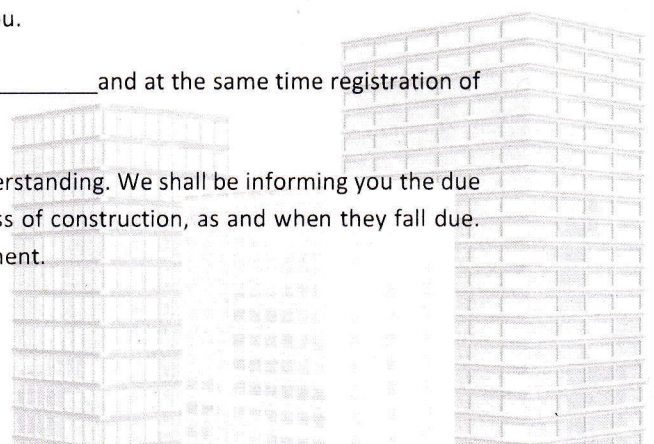 u.
__________and at the same time registration of
erstanding. We shall be informing you the due
ss of construction, as and when they fall due.
nent.